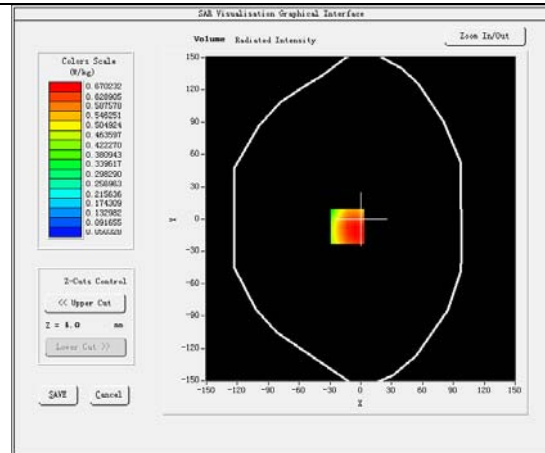 SAR Visualisation Graphical Interface
Volume Radiated Intensity
Zoom In/Out
Colors Scale
(W/kg)
0.670232
0.628905
0.587578
0.546251
0.504924
0.463597
0.422270
0.380943
0.339617
0.298290
0.256963
0.215636
0.174309
0.132982
0.091655
0.050328
Z-Cuts Control
<< Upper Cut
Z = 4.0 mm
Lower Cut >>
SAVE
Cancel
150
120
90
60
30
0
-30
-60
-90
-120
-150
Y
-150 -120 -90 -60 -30 0 30 60 90 120 150
X